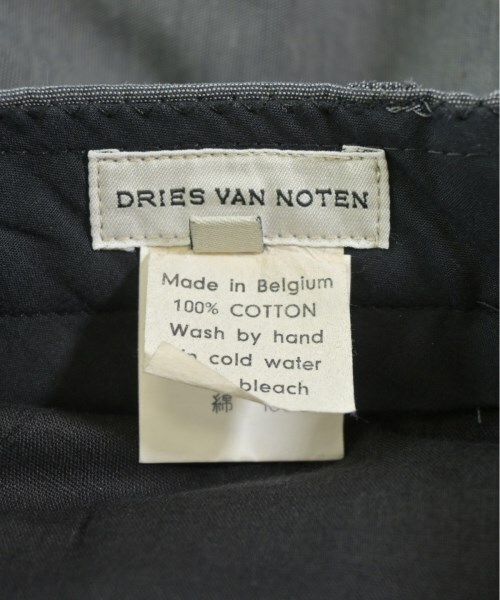 DRIES VAN NOTEN
Made in Belgium
100% COTTON
Wash by hand
cold water
bleach
綿